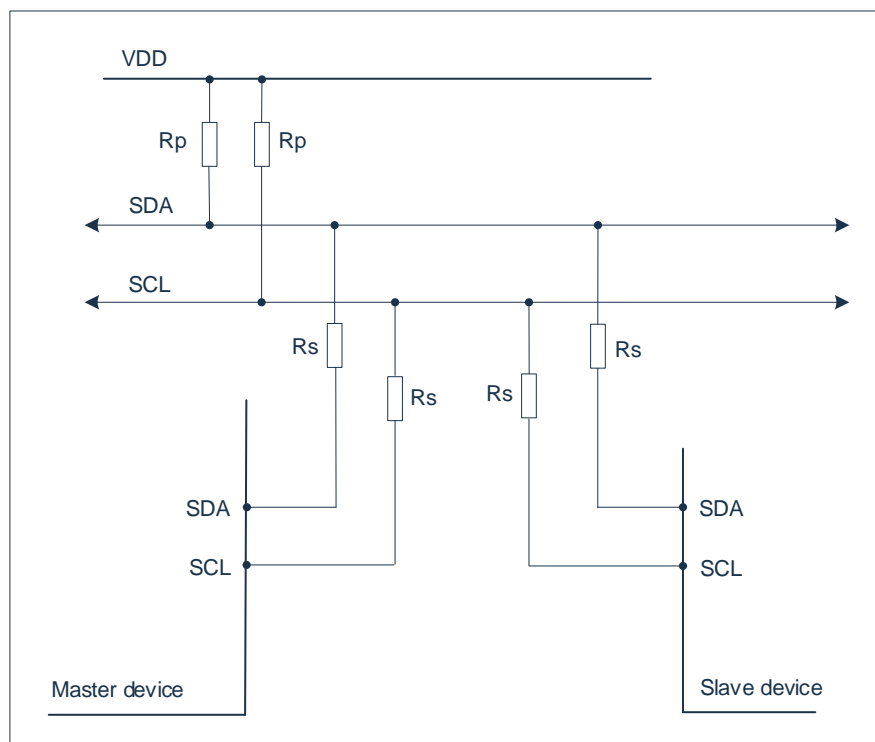 VDD
Rp
Rp
SDA
SCL
Rs
Rs
Rs
Rs
SDA
SDA
SCL
SCL
Master device
Slave device